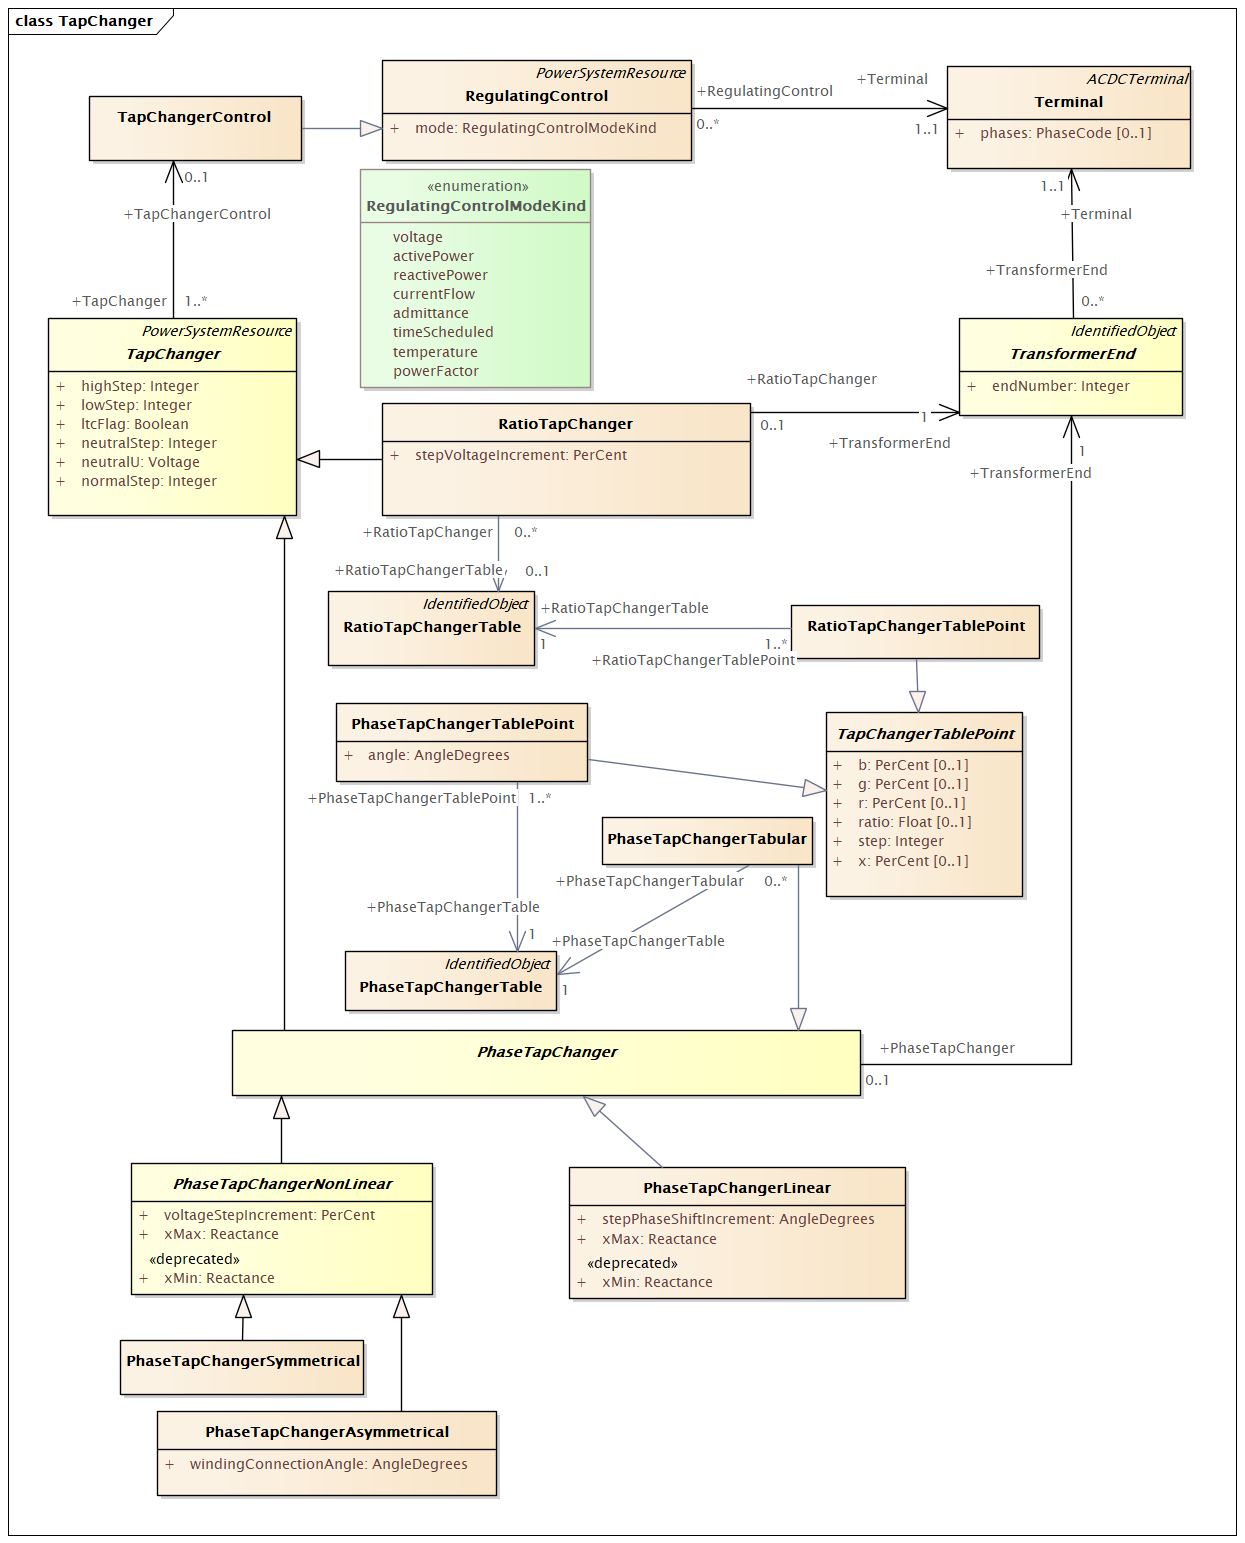 class TapChanger
PowerSystemResource
RegulatingControl
+ mode: RegulatingControlModeKind
+RegulatingControl
0..*
+Terminal
1..1
ACDCTerminal
Terminal
+ phases: PhaseCode [0..1]
TapChangerControl
0..1
+TapChangerControl
+TapChanger
1..*
«enumeration»
RegulatingControlModeKind
voltage
activePower
reactivePower
currentFlow
admittance
timeScheduled
temperature
powerFactor
1..1
+Terminal
+TransformerEnd
0..*
PowerSystemResource
TapChanger
+ highStep: Integer
+ lowStep: Integer
+ ltcFlag: Boolean
+ neutralStep: Integer
+ neutralU: Voltage
+ normalStep: Integer
IdentifiedObject
TransformerEnd
+ endNumber: Integer
+RatioTapChanger
0..1
1
+TransformerEnd
1
+TransformerEnd
RatioTapChanger
+ stepVoltageIncrement: PerCent
+RatioTapChanger
0..*
+RatioTapChangerTable
0..1
IdentifiedObject
RatioTapChangerTable
+RatioTapChangerTable
1
1..*
+RatioTapChangerTablePoint
RatioTapChangerTablePoint
PhaseTapChangerTablePoint
+ angle: AngleDegrees
TapChangerTablePoint
+ b: PerCent [0..1]
+ g: PerCent [0..1]
+ r: PerCent [0..1]
+ ratio: Float [0..1]
+ step: Integer
+ x: PerCent [0..1]
+PhaseTapChangerTablePoint
1..*
PhaseTapChangerTabular
+PhaseTapChangerTabular
0..*
+PhaseTapChangerTable
1
+PhaseTapChangerTable
1
IdentifiedObject
PhaseTapChangerTable
PhaseTapChanger
+PhaseTapChanger
0..1
PhaseTapChangerNonLinear
+ voltageStepIncrement: PerCent
+ xMax: Reactance
«deprecated»
+ xMin: Reactance
PhaseTapChangerLinear
+ stepPhaseShiftIncrement: AngleDegrees
+ xMax: Reactance
«deprecated»
+ xMin: Reactance
PhaseTapChangerSymmetrical
PhaseTapChangerAsymmetrical
+ windingConnectionAngle: AngleDegrees